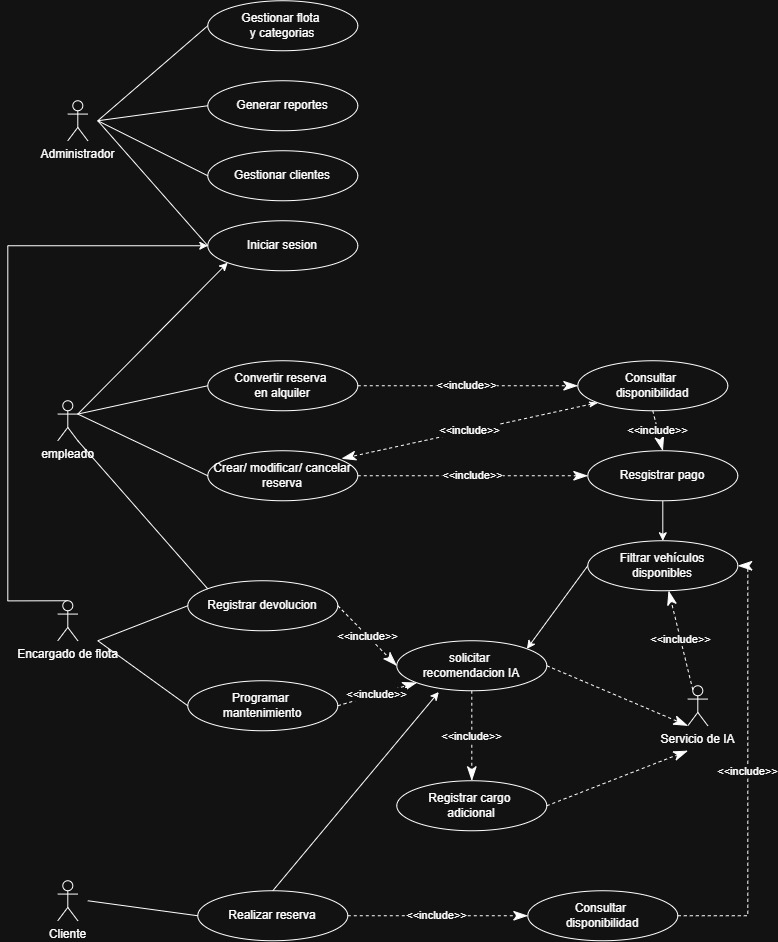 Gestionar flota
y categorias
Generar reportes
Administrador
Gestionar clientes
Iniciar sesion
Convertir reserva
en alquiler
<<include>>
Consultar
disponibilidad
<<include>>
<<include>>
empleado
Crear/ modificar/ cancelar
reserva
<<include>>
Resgistrar pago
Filtrar vehículos
disponibles
Registrar devolucion
<<include>>
<<include>>
Encargado de flota
solicitar
recomendacion IA
Programar
mantenimiento
<<include>>
<<include>>
Servicio de IA
<<include>>
Registrar cargo
adicional
Realizar reserva
<<include>>
Consultar
disponibilidad
Cliente